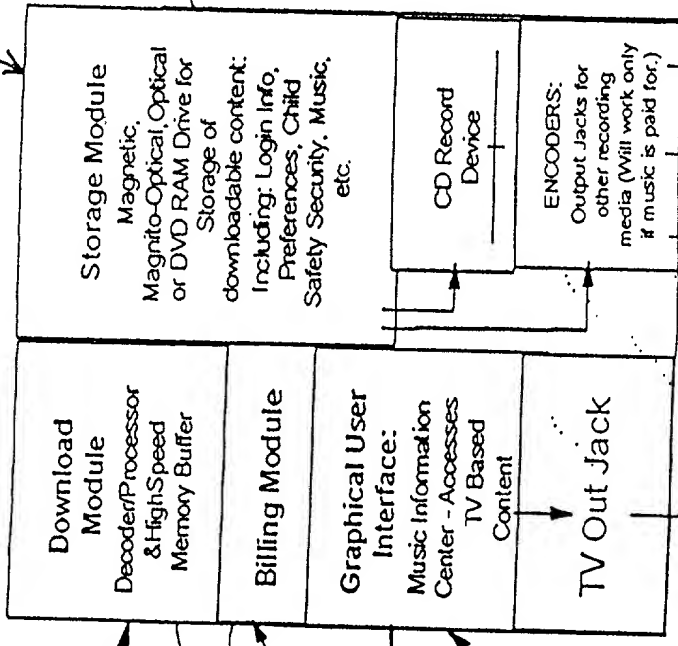 Storage Module
Magnetic,
Magnito-Optical, Optical
or DVD RAM Drive for
Storage of
downloadable content:
Including: Login Info,
Preferences, Child
Safety Security, Music,
etc.
CD Record
Device
ENCODERS:
Output Jacks for
other recording
media (Will work only
if music is paid for.)
Download
Module
Decoder/Processor
& High Speed
Memory Buffer
Billing Module
Graphical User
Interface:
Music Information
Center - Accesses
TV Based
Content
TV Out Jack